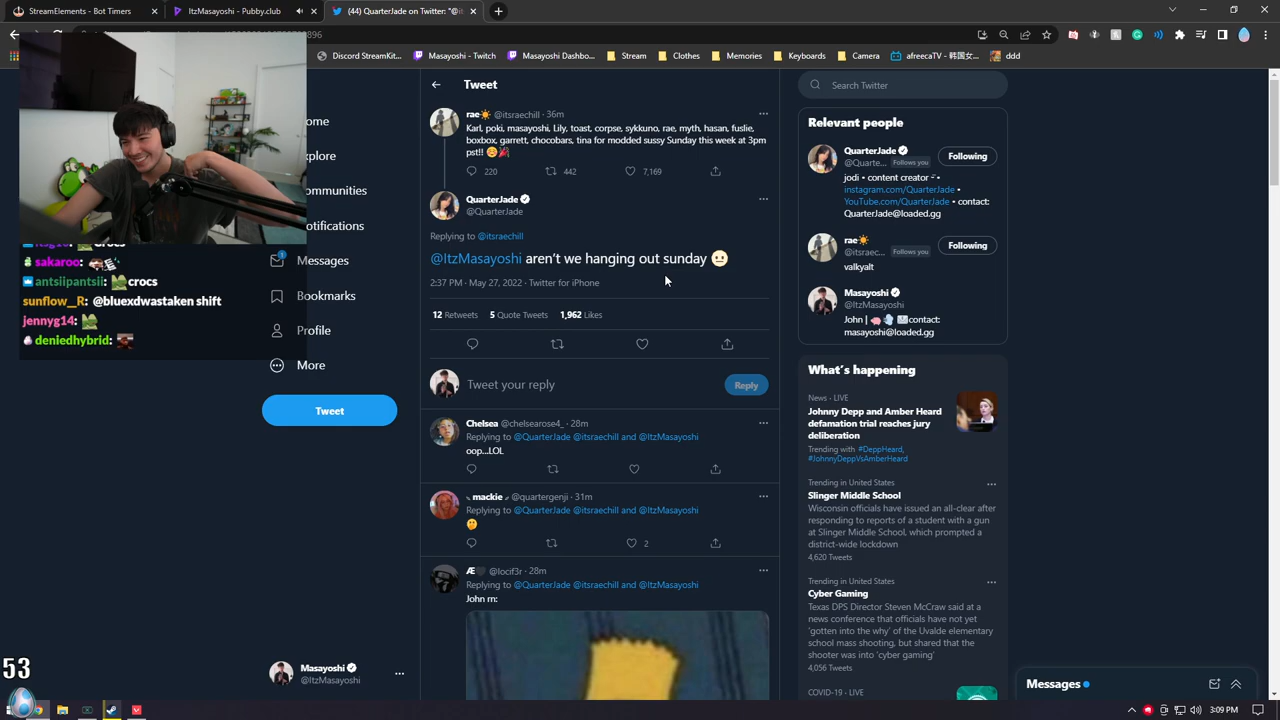 StreamElements - Bot Timers
ItzMasayoshi - Pubbylub
(44) QuarterJade on Twitter: "@It
896
Discord StreamKit...
Masayoshi - Twitch
Masayoshi Dashbo...
Stream
Clothes
Memories
Keyboards
Camera
afreecaTV - 韩国女...
ddd
ome
xplore
ommunities
otifications
Messages
1
Bookmarks
Profile
More
Tweet
Masayoshi
@ItzMasayoshi
crocs
sakaroo:
antsiipantsii: crocs
sunflow__R: @bluexdwastaken shift
jennyg14:
deniedhybrid:
53
Tweet
rae @itsraechill · 36m
Karl, poki, masayoshi, Lily, toast, corpse, sykkuno, rae, myth, hasan, fuslie,
boxbox, garrett, chocobars, tina for modded sussy Sunday this week at 3pm
pst!!
220 442 7,169
QuarterJade
@QuarterJade
Replying to @itsraechill
@ItzMasayoshi aren't we hanging out sunday 😐
2:37 PM · May 27, 2022 · Twitter for iPhone
12 Retweets 5 Quote Tweets 1,962 Likes
Tweet your reply
Reply
Chelsea @chelsearose4_ · 28m
Replying to @QuarterJade @itsraechill and @ItzMasayoshi
oop...LOL
mackie @quartergenji · 31m
Replying to @QuarterJade @itsraechill and @ItzMasayoshi
🤔
2
Æ @locif3r · 28m
Replying to @QuarterJade @itsraechill and @ItzMasayoshi
John rn:
Search Twitter
Relevant people
QuarterJade
@Quarte... Follows you
Following
jodi • content creator •
instagram.com/QuarterJade •
YouTube.com/QuarterJade • contact:
QuarterJade@loaded.gg
rae
@itsraec... Follows you
Following
valkyalt
Masayoshi
@ItzMasayoshi
John | contact:
masayoshi@loaded.gg
What's happening
News · LIVE
Johnny Depp and Amber Heard
defamation trial reaches jury
deliberation
Trending with #DeppHeard,
#JohnnyDeppVsAmberHeard
Trending in United States
Slinger Middle School
Wisconsin officials have issued an all-clear after
responding to reports of a student with a gun
at Slinger Middle School, which prompted a
district-wide lockdown
4,620 Tweets
Trending in United States
Cyber Gaming
Texas DPS Director Steven McCraw said at a
news conference that officials have not yet
'gotten into the why' of the Uvalde elementary
school mass shooting, but shared that the
shooter was into 'cyber gaming'
4,056 Tweets
COVID-19 · LIVE
Messages
3:09 PM